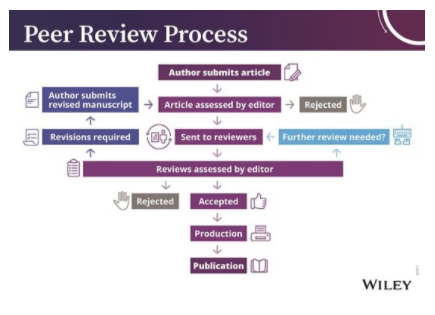 Peer Review Process
Author submits article
Author submits
revised manuscript
Article assessed by editor
Rejected
Revisions required
Sent to reviewers
Further review needed?
Reviews assessed by editor
Rejected
Accepted
Production
Publication
WILEY